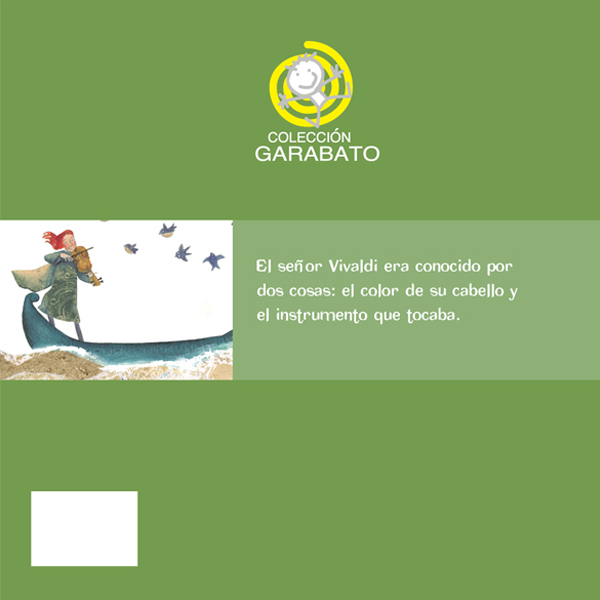 COLECCIÓN
GARABATO
El señor Vivaldi era conocido por
dos cosas: el color de su cabello y
el instrumento que tocaba.